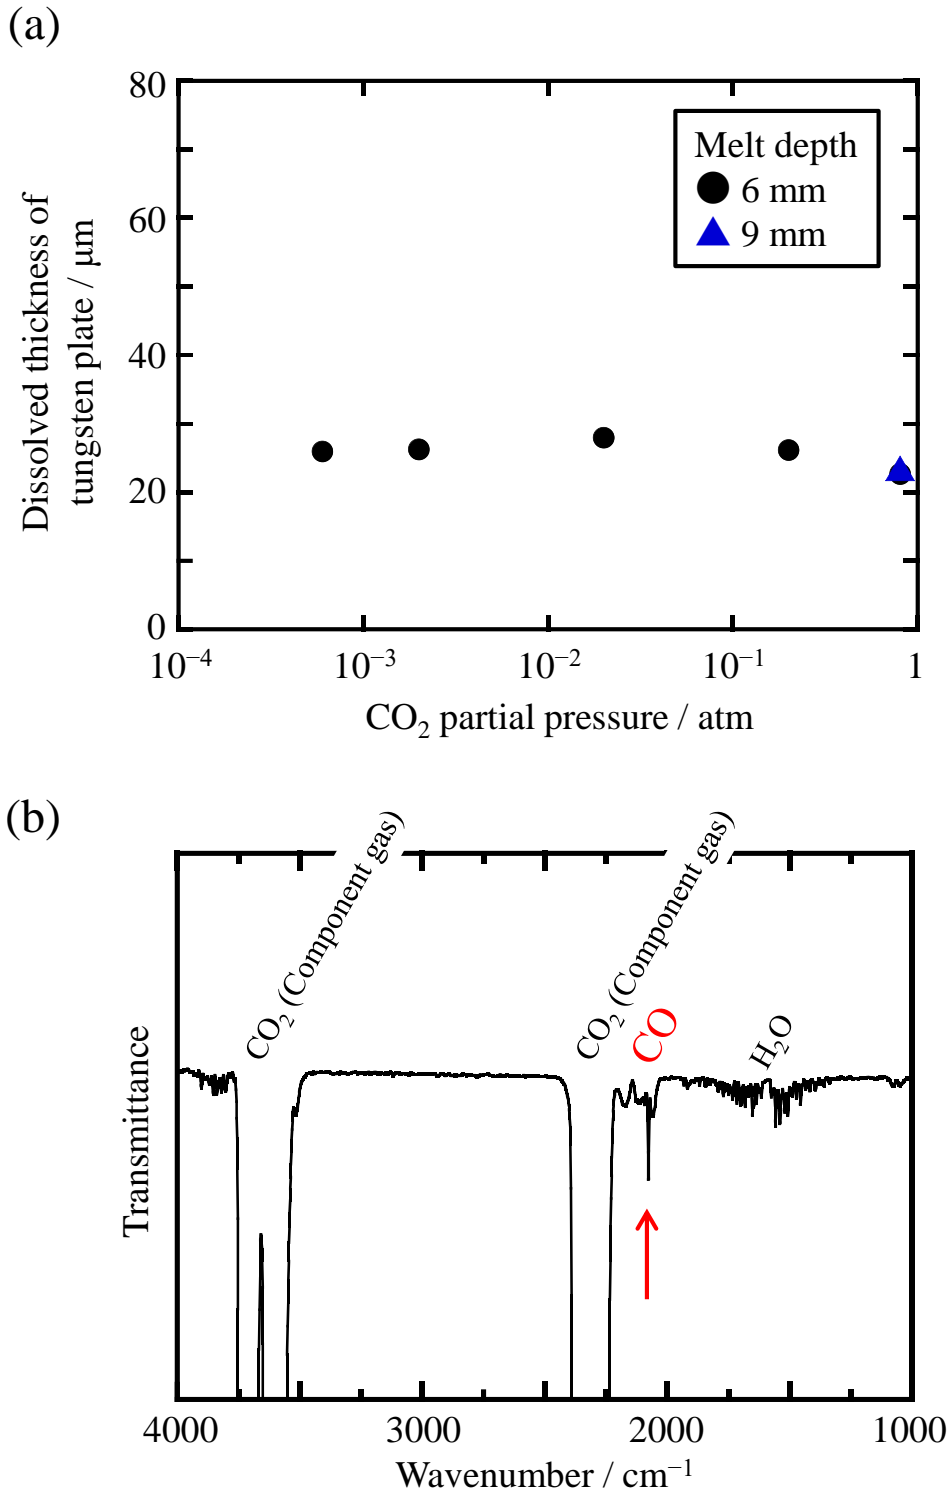 (a)
80
60
40
20
0
Dissolved thickness of
tungsten plate / μm
Melt depth
6 mm
9 mm
10⁻⁴ 10⁻³ 10⁻² 10⁻¹ 1
CO₂ partial pressure / atm
(b)
CO₂ (Component gas)
CO₂ (Component gas)
CO
H₂O
Transmittance
4000 3000 2000 1000
Wavenumber / cm⁻¹